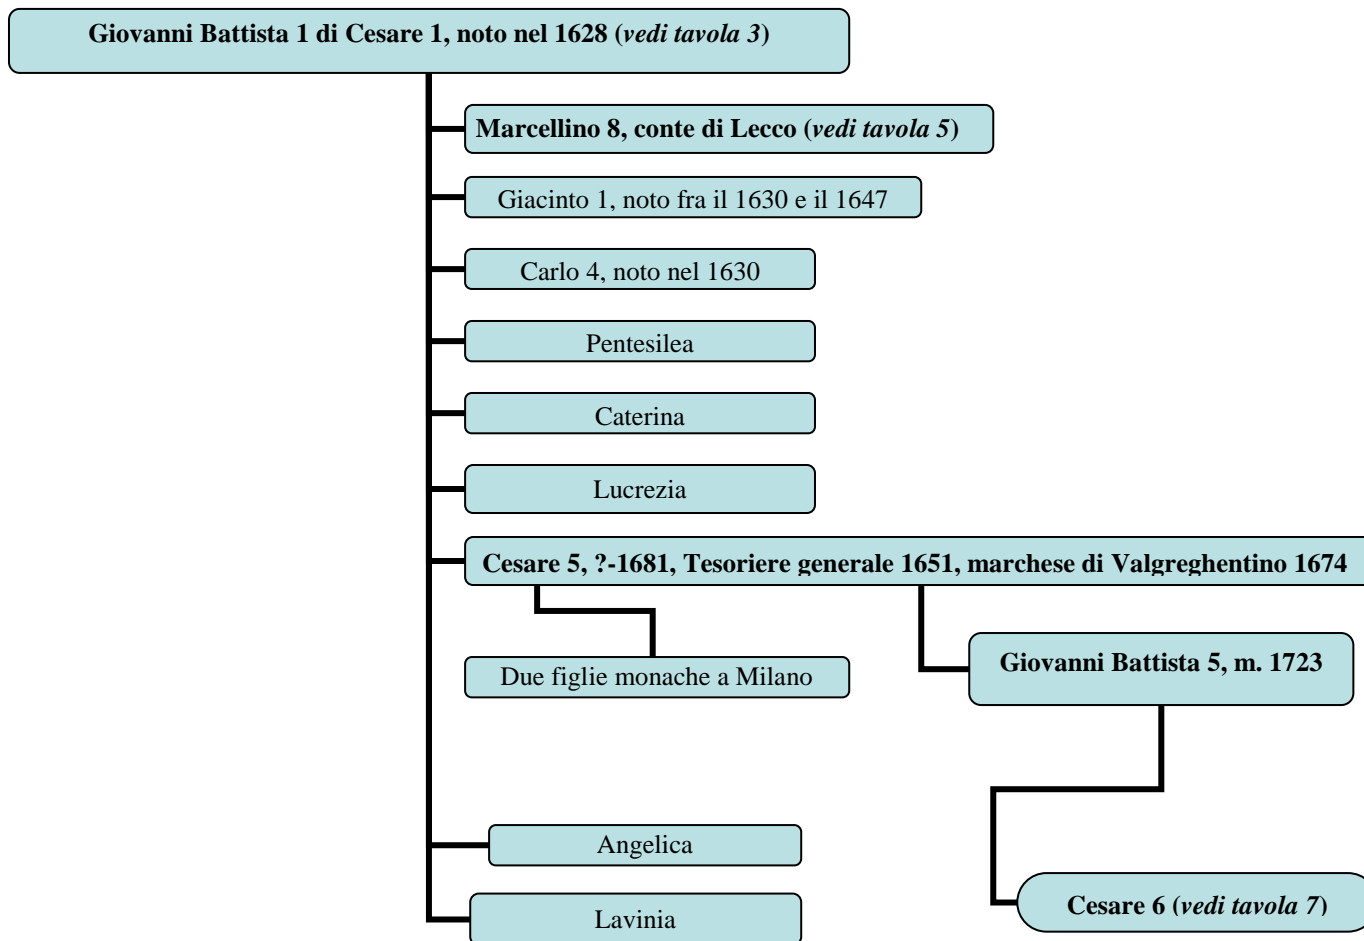 Giovanni Battista 1 di Cesare 1, noto nel 1628 (vedi tavola 3)
Marcellino 8, conte di Lecco (vedi tavola 5)
Giacinto 1, noto fra il 1630 e il 1647
Carlo 4, noto nel 1630
Pentesilea
Caterina
Lucrezia
Cesare 5, ?-1681, Tesoriere generale 1651, marchese di Valgreghentino 1674
Due figlie monache a Milano
Giovanni Battista 5, m. 1723
Angelica
Lavinia
Cesare 6 (vedi tavola 7)